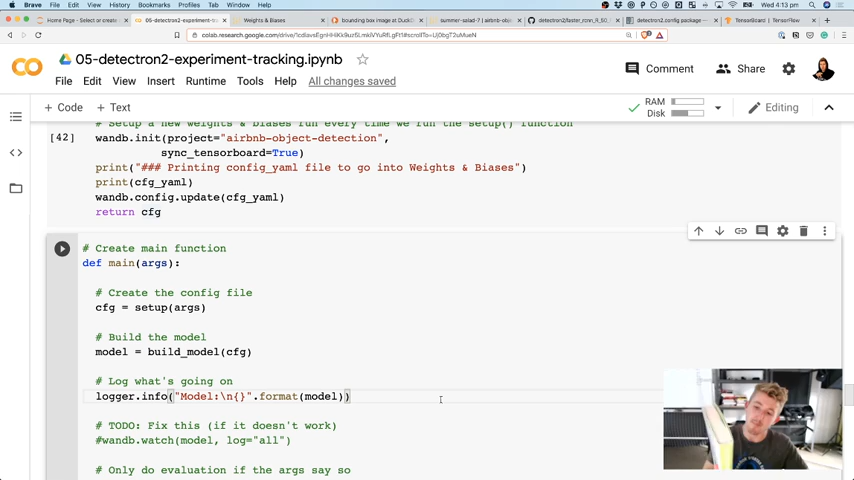 Brave File Edit View History Bookmarks Profiles Tab Window Help
Wed 4:13 pm
Home Page - Select or create a
05-detectron2-experiment-trac
Weights & Biases
bounding box image at DuckD
summer-salad-7 | airbnb-objec
detectron2/faster_rcnn_R_50_
detectron2.config package —
TensorBoard | TensorFlow
05-detectron2-experiment-tracking.ipynb
Comment
Share
File Edit View Insert Runtime Tools Help All changes saved
+ Code + Text
RAM
Disk
Editing
# Setup a new weights & biases run every time we run the setup() function
[42]
wandb.init(project="airbnb-object-detection",
sync_tensorboard=True)
print("### Printing config_yaml file to go into Weights & Biases")
print(cfg_yaml)
wandb.config.update(cfg_yaml)
return cfg
# Create main function
def main(args):
# Create the config file
cfg = setup(args)
# Build the model
model = build_model(cfg)
# Log what's going on
logger.info("Model:\n{}".format(model))
# TODO: Fix this (if it doesn't work)
#wandb.watch(model, log="all")
# Only do evaluation if the args say so